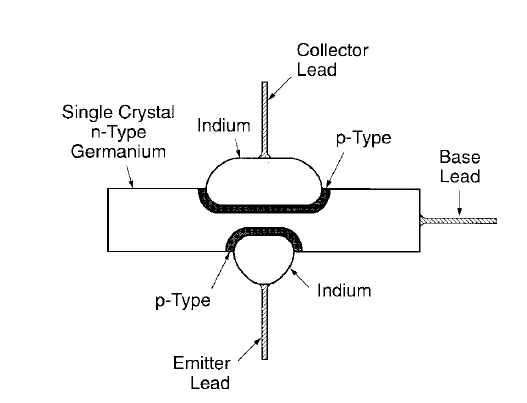 Collector
Lead
Single Crystal
n-Type
Germanium
Indium
p-Type
Base
Lead
p-Type
Indium
Emitter
Lead